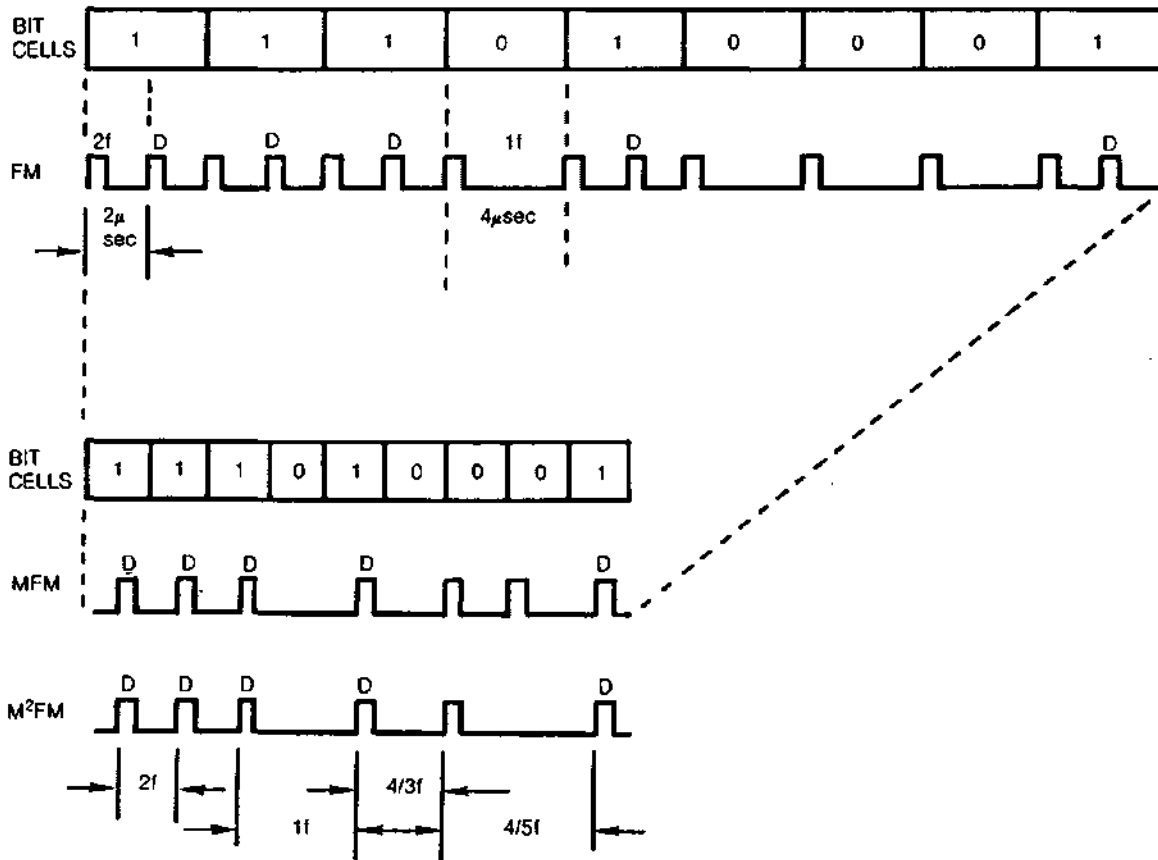 BIT CELLS
1 1 1 0 1 0 0 0 1
2f D D D 1f D D
FM
2μ sec
4μsec
BIT CELLS
1 1 1 0 1 0 0 0 1
D D D D D
MFM
D D D D D
M²FM
2f 4/3f
1f 4/5f